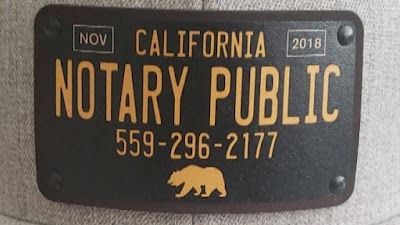 NOV CALIFORNIA 2018
NOTARY PUBLIC
559-296-2177